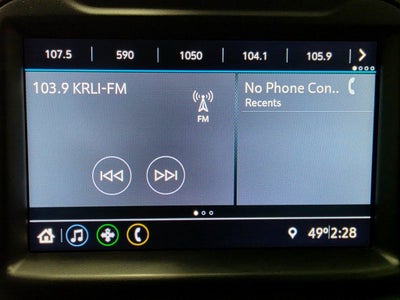 107.5 590 1050 104.1 105.9
103.9 KRLI-FM
FM
No Phone Con..
Recents
49° 2:28